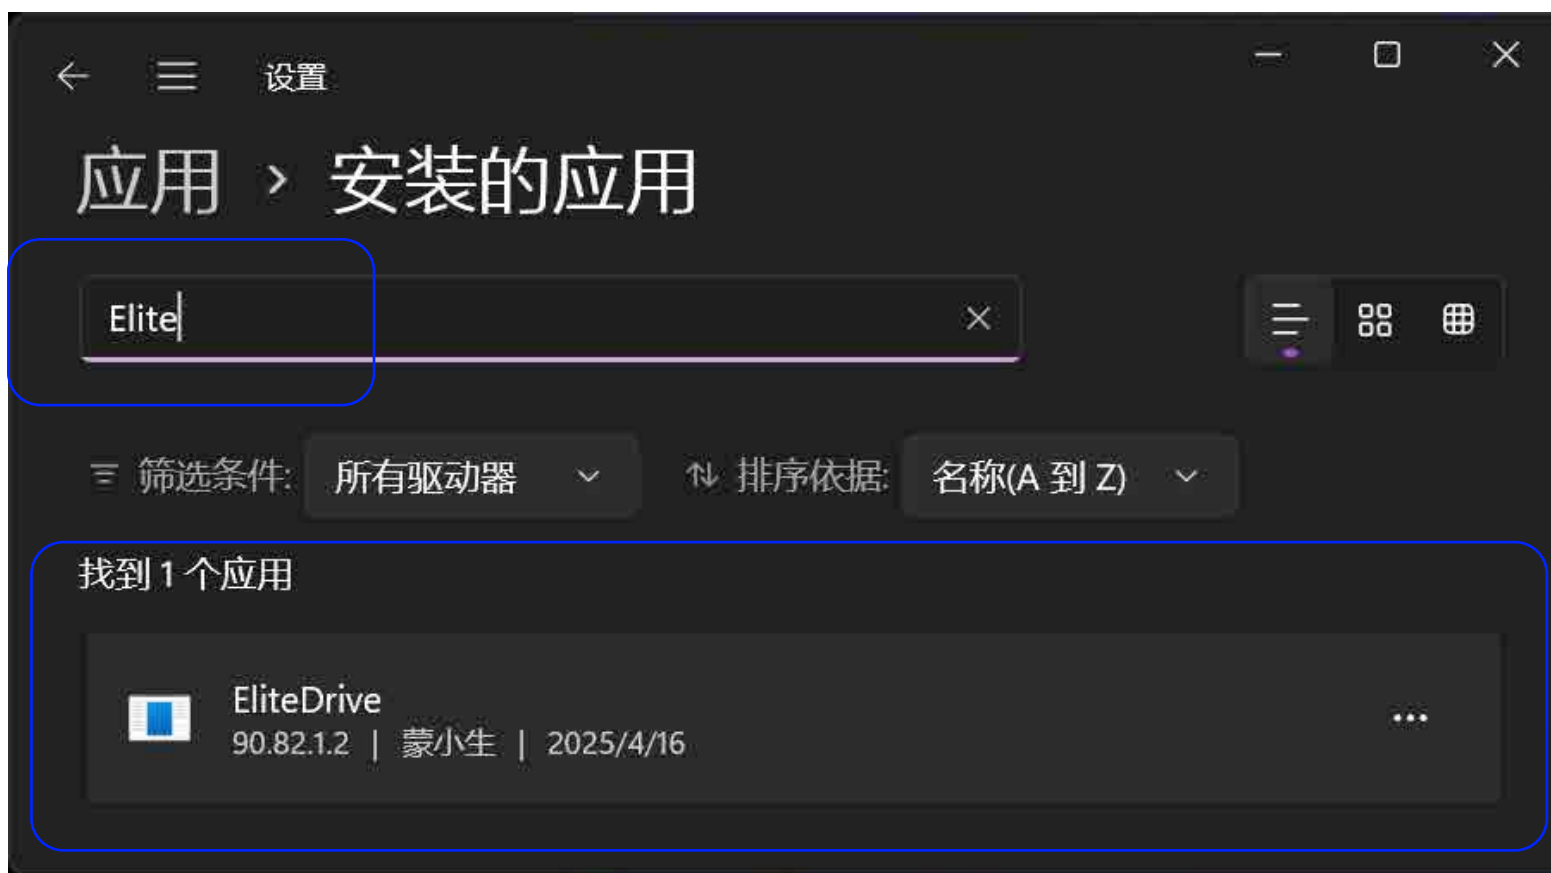 设置
应用 › 安装的应用
Elite
筛选条件: 所有驱动器 排序依据: 名称(A 到 Z)
找到 1 个应用
EliteDrive
90.82.1.2 | 蒙小生 | 2025/4/16